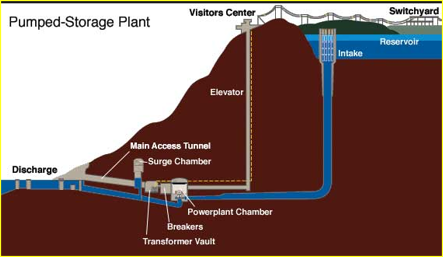 Pumped-Storage Plant
Visitors Center
Switchyard
Reservoir
Intake
Elevator
Main Access Tunnel
Surge Chamber
Discharge
Powerplant Chamber
Breakers
Transformer Vault